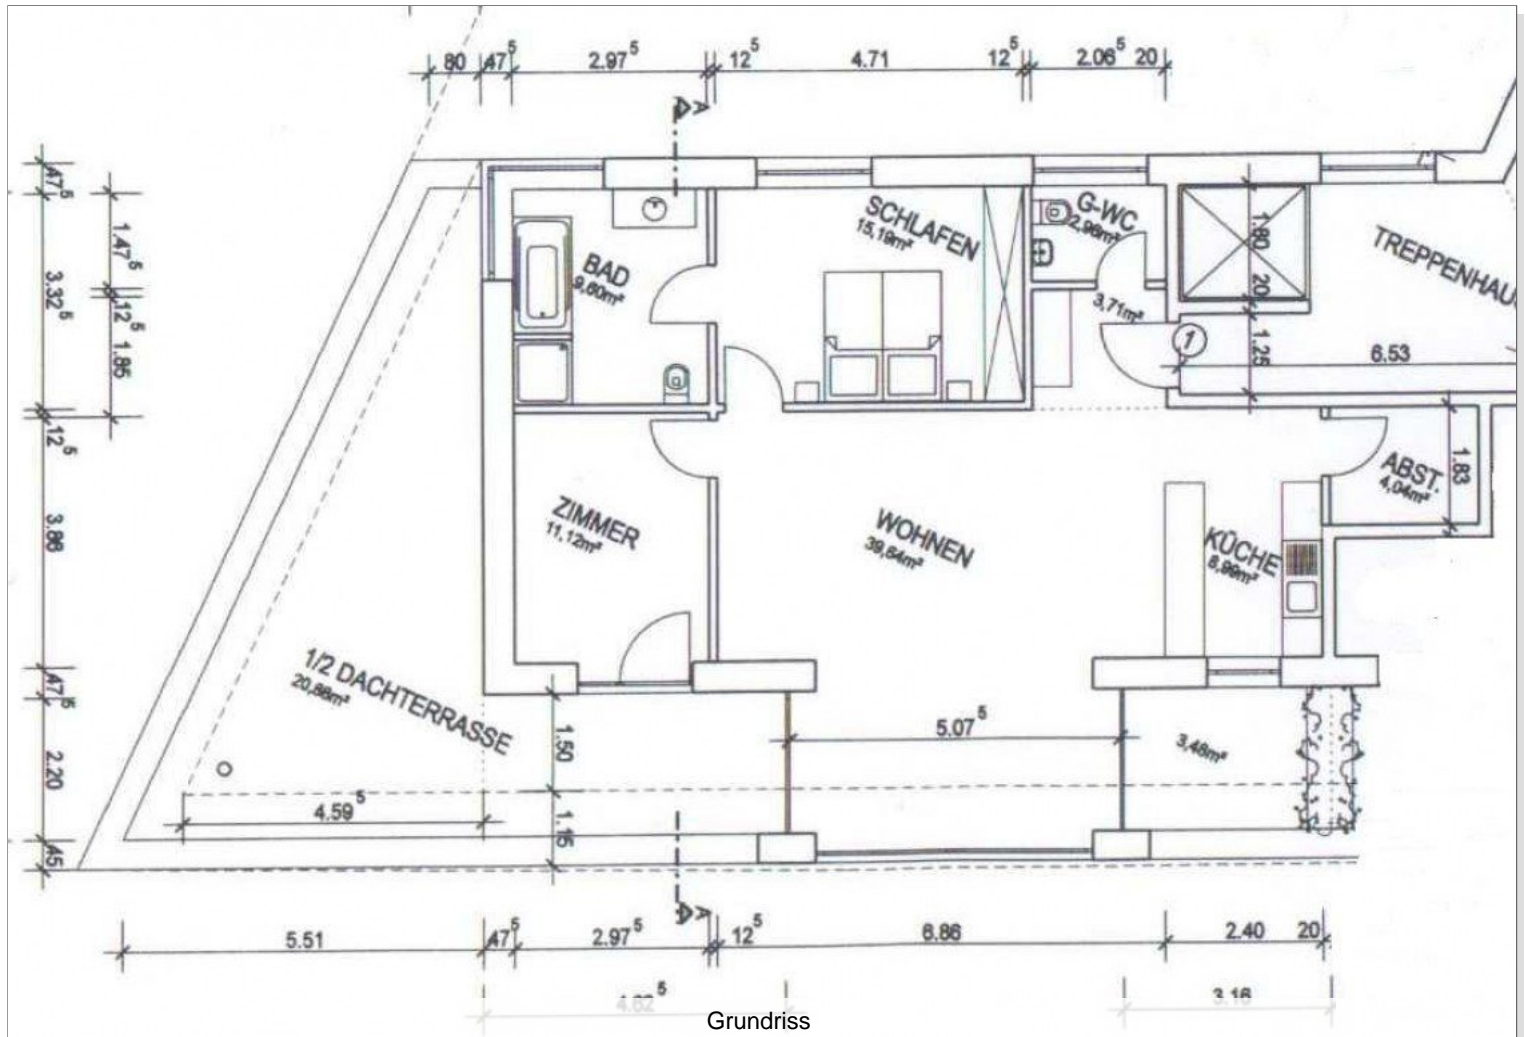 80 47⁵ 2.97⁵ 12⁵ 4.71 12⁵ 2.06⁵ 20
A
47⁵
1.47⁵
3.32⁵
12⁵
1.85
12⁵
3.86
47⁵
2.20
45
BAD
9,60m²
SCHLAFEN
15,19m²
G-WC
2,96m²
3,71m²
1
1.80
20
1.25
TREPPENHAUS
6.53
ZIMMER
11,12m²
WOHNEN
39,64m²
KÜCHE
8,99m²
ABST.
4,04m²
1.83
1/2 DACHTERRASSE
20,86m²
1.50
5.07⁵
3,48m²
4.59⁵
1.15
A
5.51 47⁵ 2.97⁵ 12⁵ 6.86 2.40 20
4.62⁵ 3.16
Grundriss